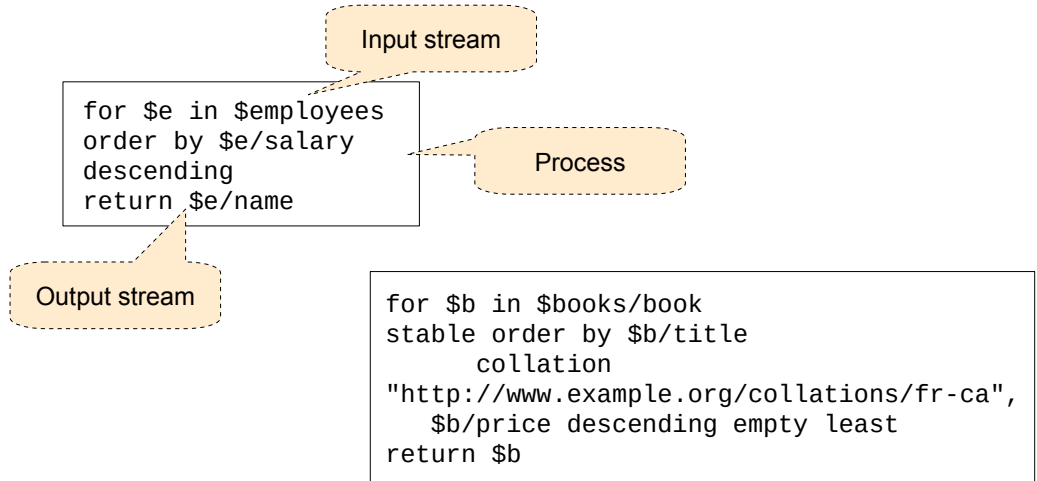 Input stream
for $e in $employees
order by $e/salary
descending
return $e/name
Process
Output stream
for $b in $books/book
stable order by $b/title
collation
"http://www.example.org/collations/fr-ca",
$b/price descending empty least
return $b